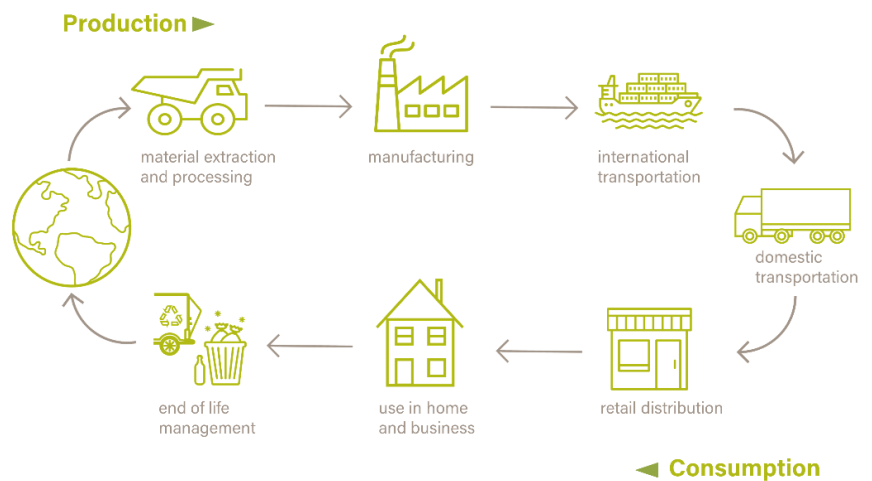 Production
material extraction
and processing
manufacturing
international
transportation
domestic
transportation
end of life
management
use in home
and business
retail distribution
Consumption